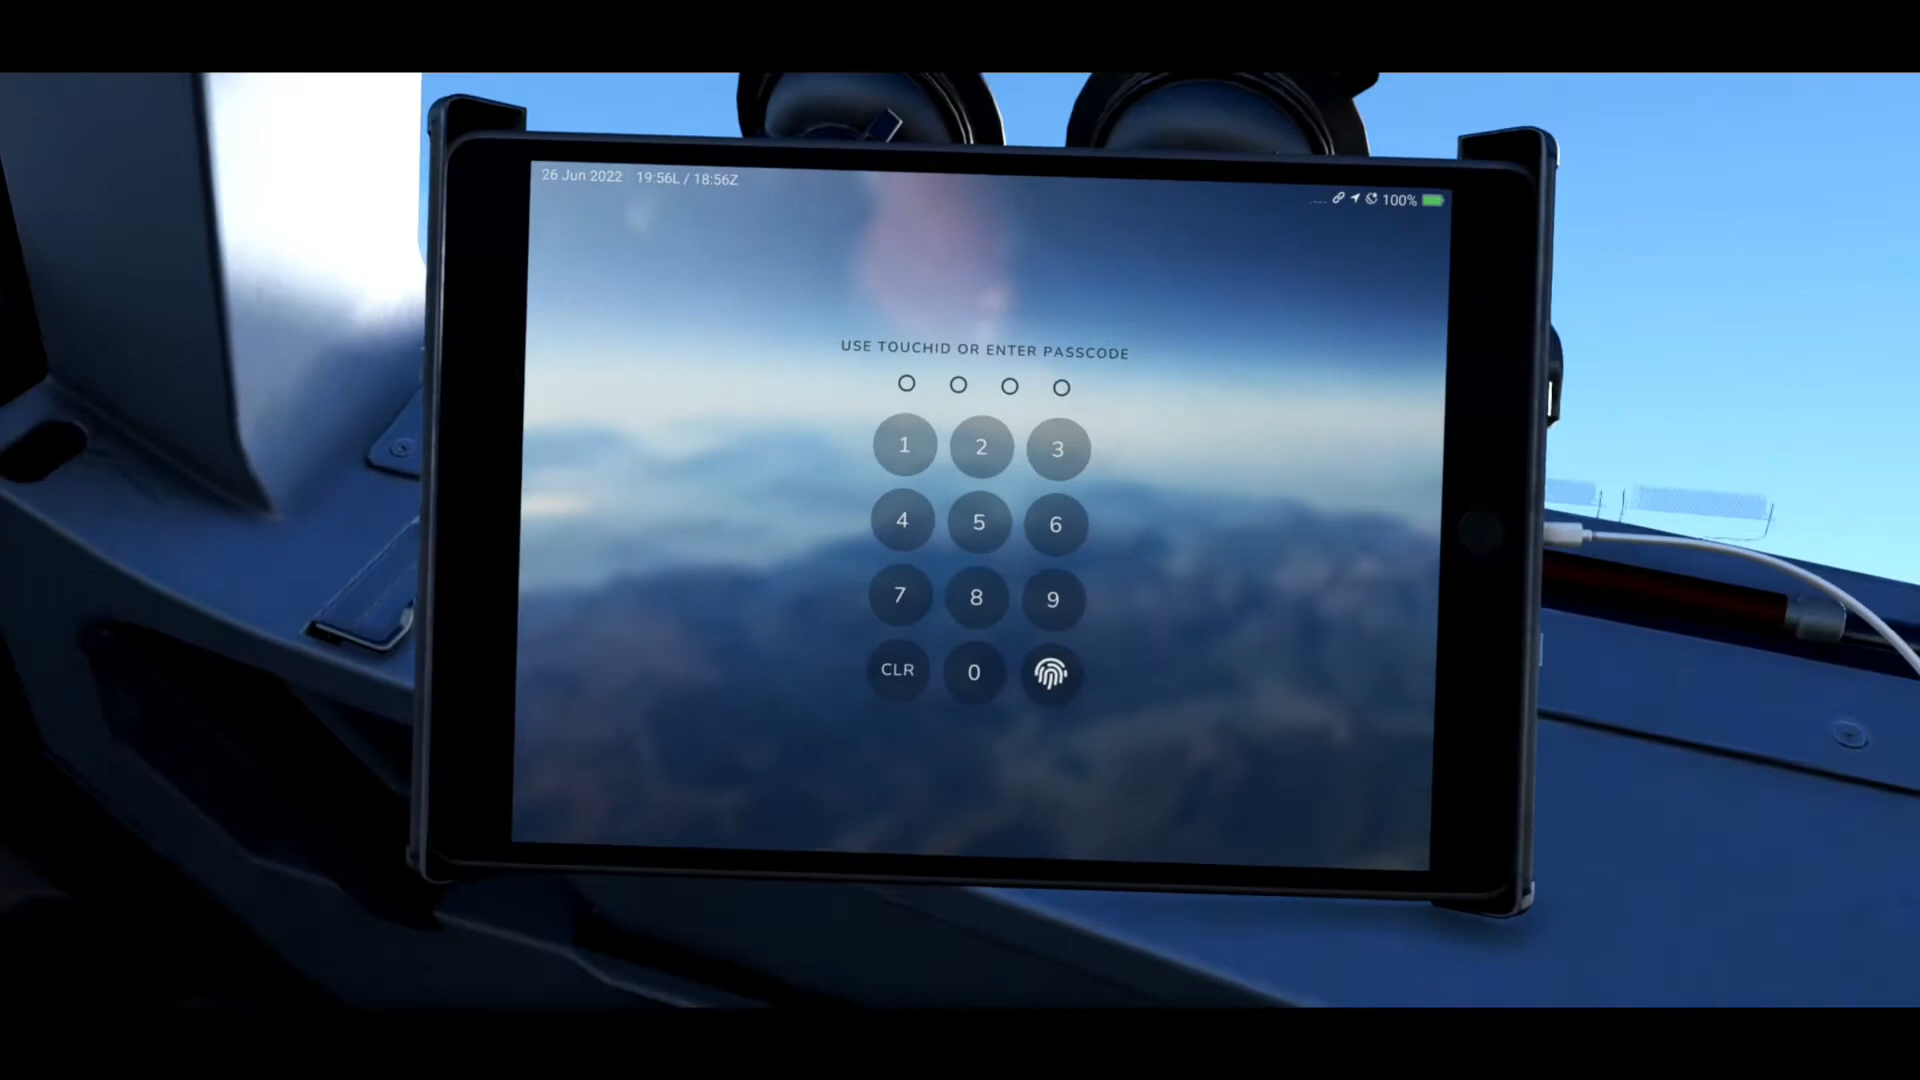 26 Jun 2022 19:56L / 18:56Z
100%
USE TOUCHID OR ENTER PASSCODE
1 2 3
4 5 6
7 8 9
CLR 0